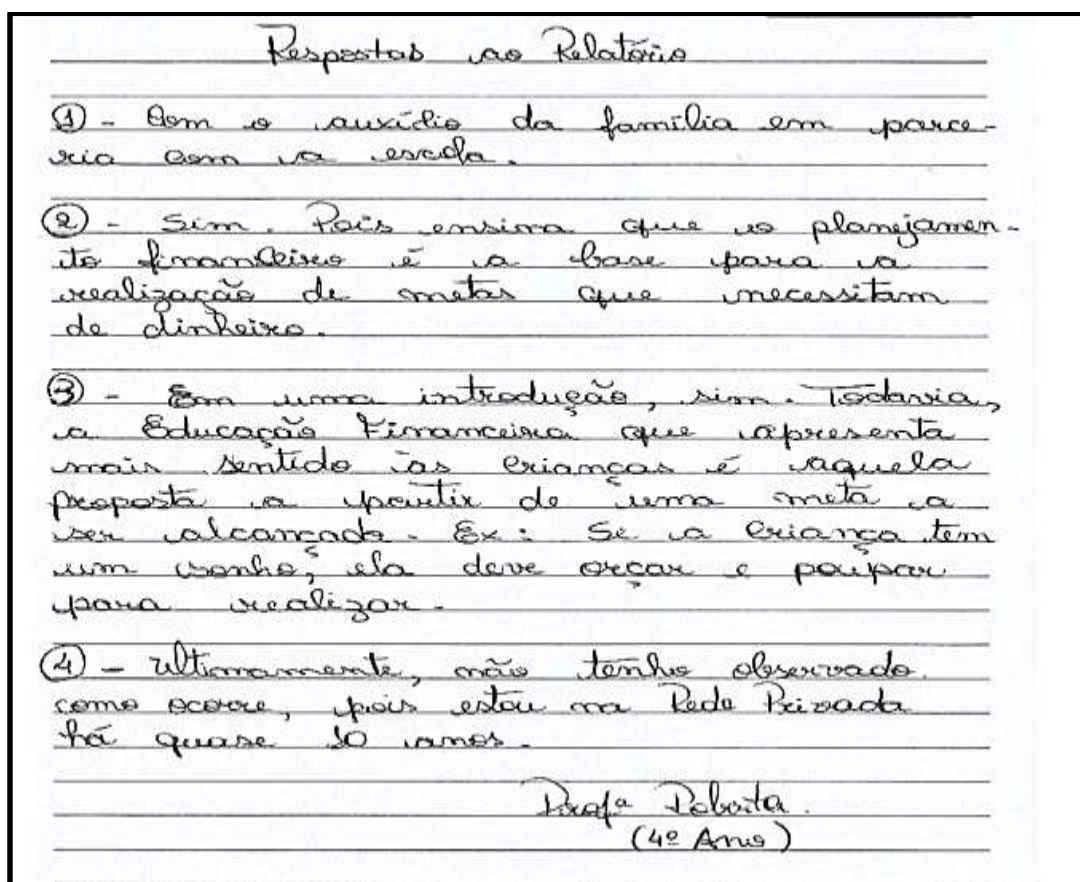 Respostas ao Relatório
① - Com o auxílio da família em parce-
ria com a escola.
② - Sim. Pois ensina que o planejamen-
to financeiro é a base para a
realização de metas que necessitam
de dinheiro.
③ - Em uma introdução, sim. Todavia,
a Educação Financeira que apresenta
mais sentido às crianças é aquela
proposta a partir de uma meta a
ser alcançada. Ex: Se a criança tem
um sonho, ela deve orçar e poupar
para realizar.
④ - Ultimamente, não tenho observado
como ocorre, pois estou na Rede Privada
há quase 10 anos.
Profª Roberta.
(4º Ano)